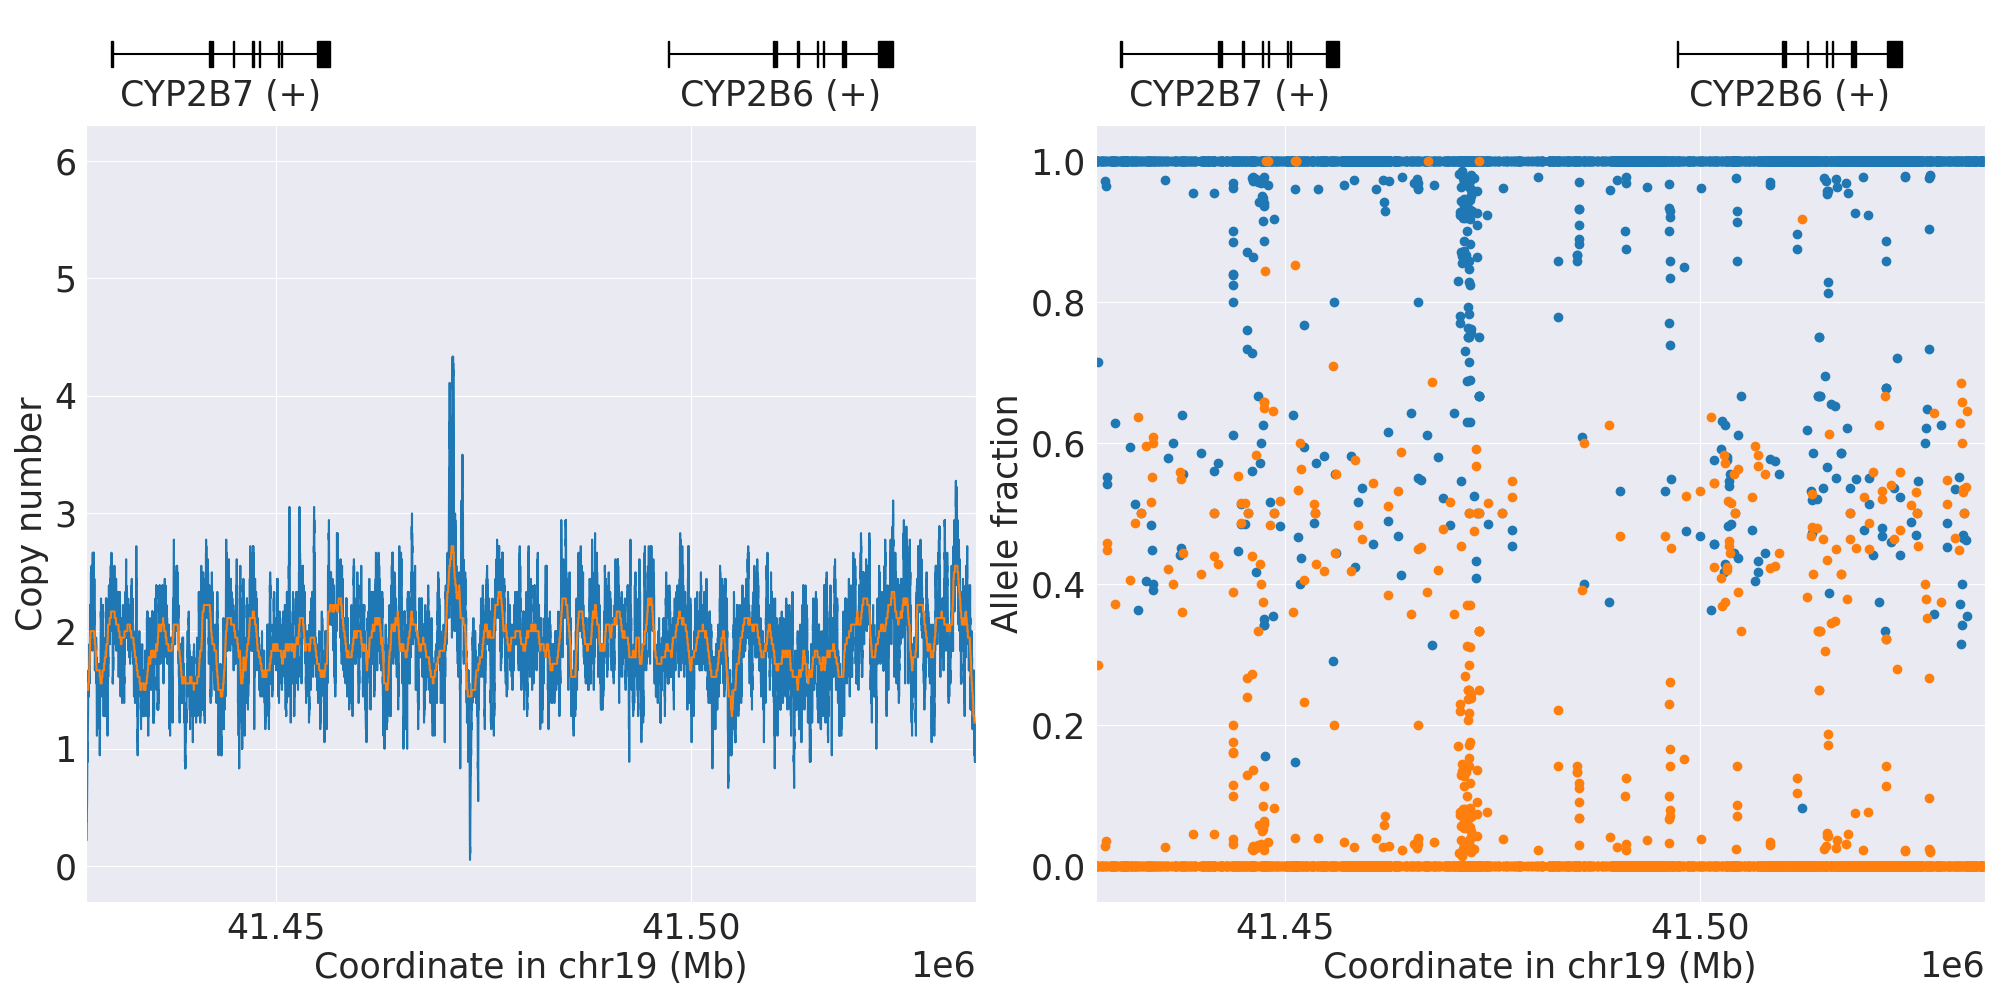 CYP2B7 (+)
CYP2B6 (+)
6
5
4
3
2
1
0
Copy number
41.45
41.50
Coordinate in chr19 (Mb)
1e6
CYP2B7 (+)
CYP2B6 (+)
1.0
0.8
0.6
0.4
0.2
0.0
Allele fraction
41.45
41.50
Coordinate in chr19 (Mb)
1e6